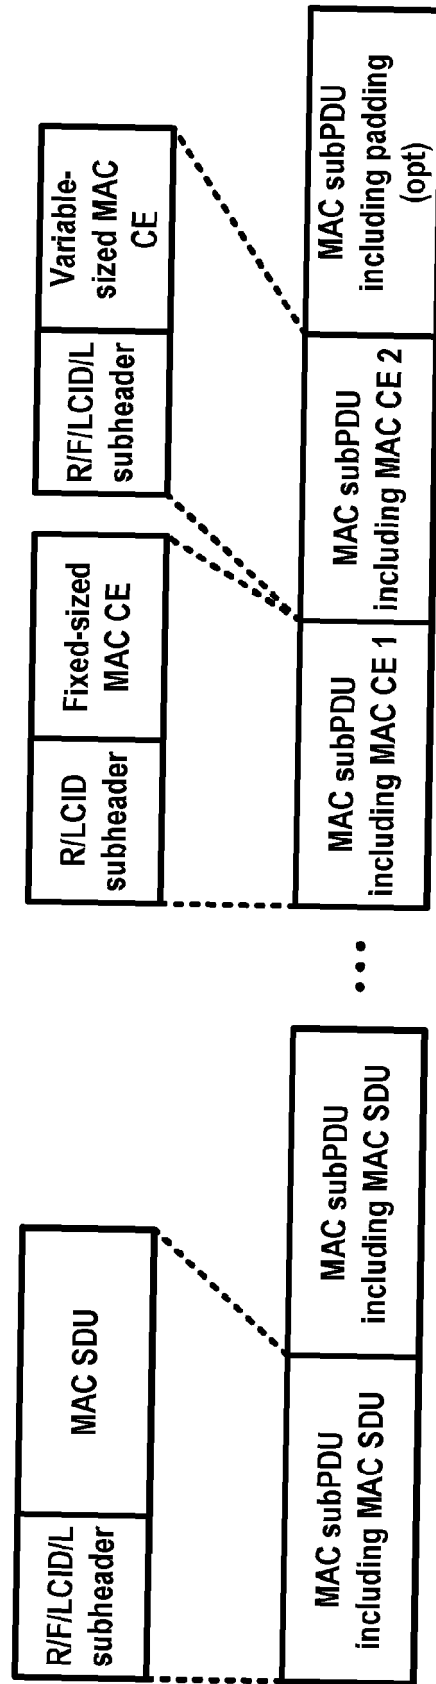 R/F/LCID/L
subheader
MAC SDU
R/LCID
subheader
Fixed-sized
MAC CE
R/F/LCID/L
subheader
Variable-
sized MAC
CE
MAC subPDU
including MAC SDU
MAC subPDU
including MAC SDU
...
MAC subPDU
including MAC CE 1
MAC subPDU
including MAC CE 2
MAC subPDU
including padding
(opt)